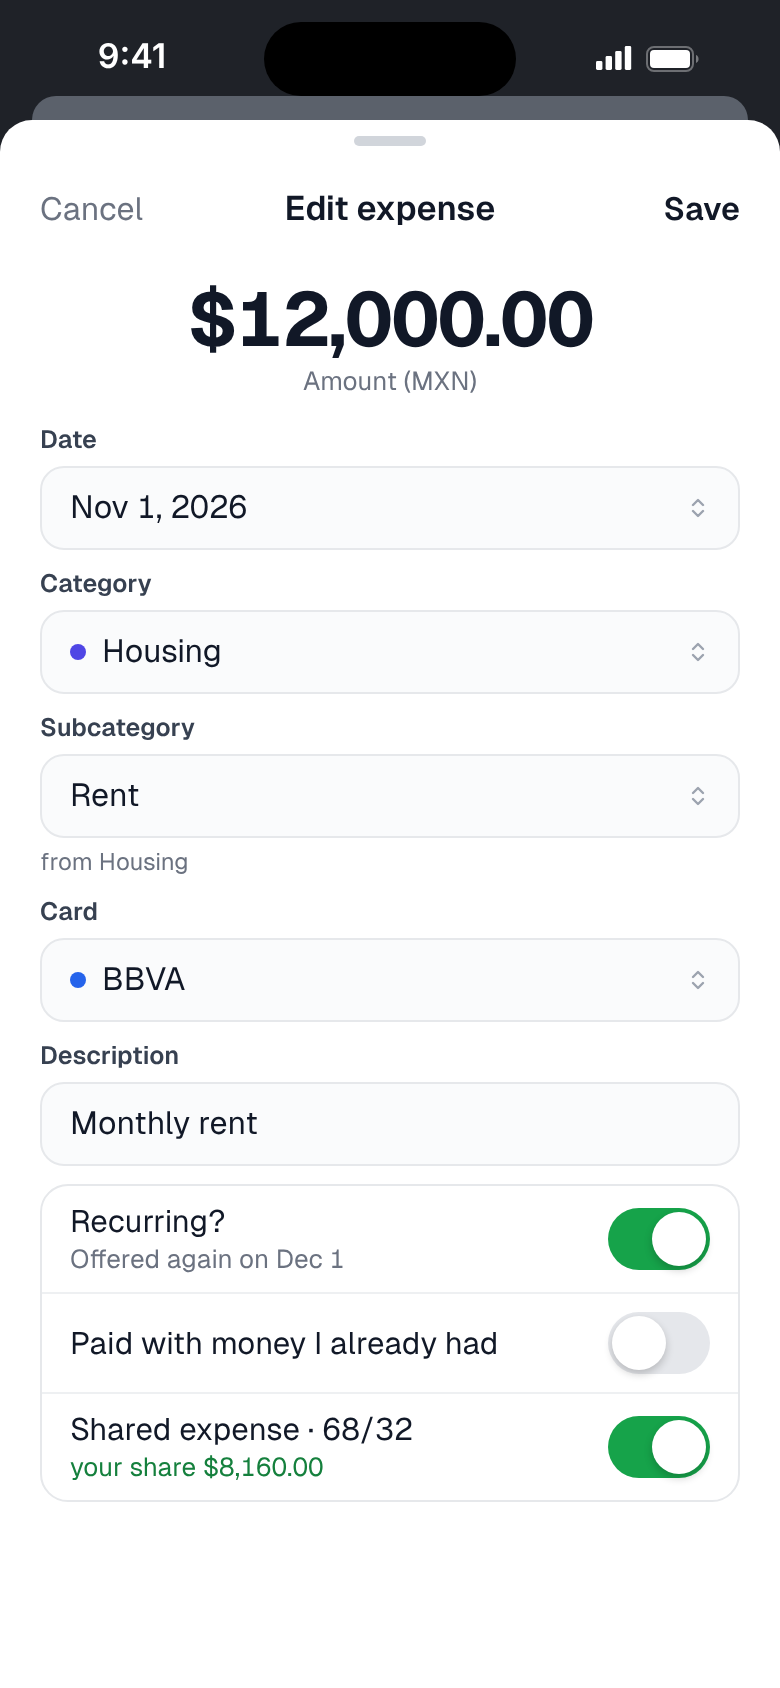 9:41
Cancel
Edit expense
Save
$12,000.00
Amount (MXN)
Date
Nov 1, 2026
Category
Housing
Subcategory
Rent
from Housing
Card
BBVA
Description
Monthly rent
Recurring?
Offered again on Dec 1
Paid with money I already had
Shared expense · 68/32
your share $8,160.00